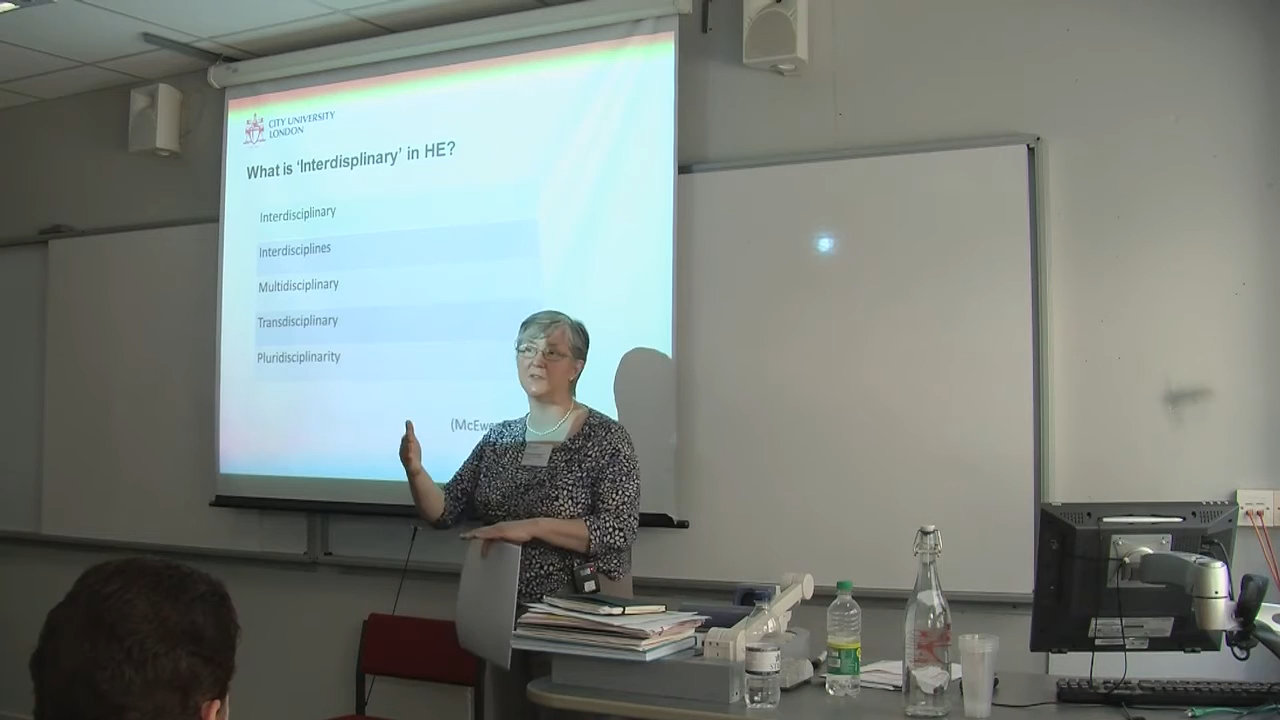 CITY UNIVERSITY
LONDON
What is ‘Interdisplinary’ in HE?
Interdisciplinary
Interdisciplines
Multidisciplinary
Transdisciplinary
Pluridisciplinarity